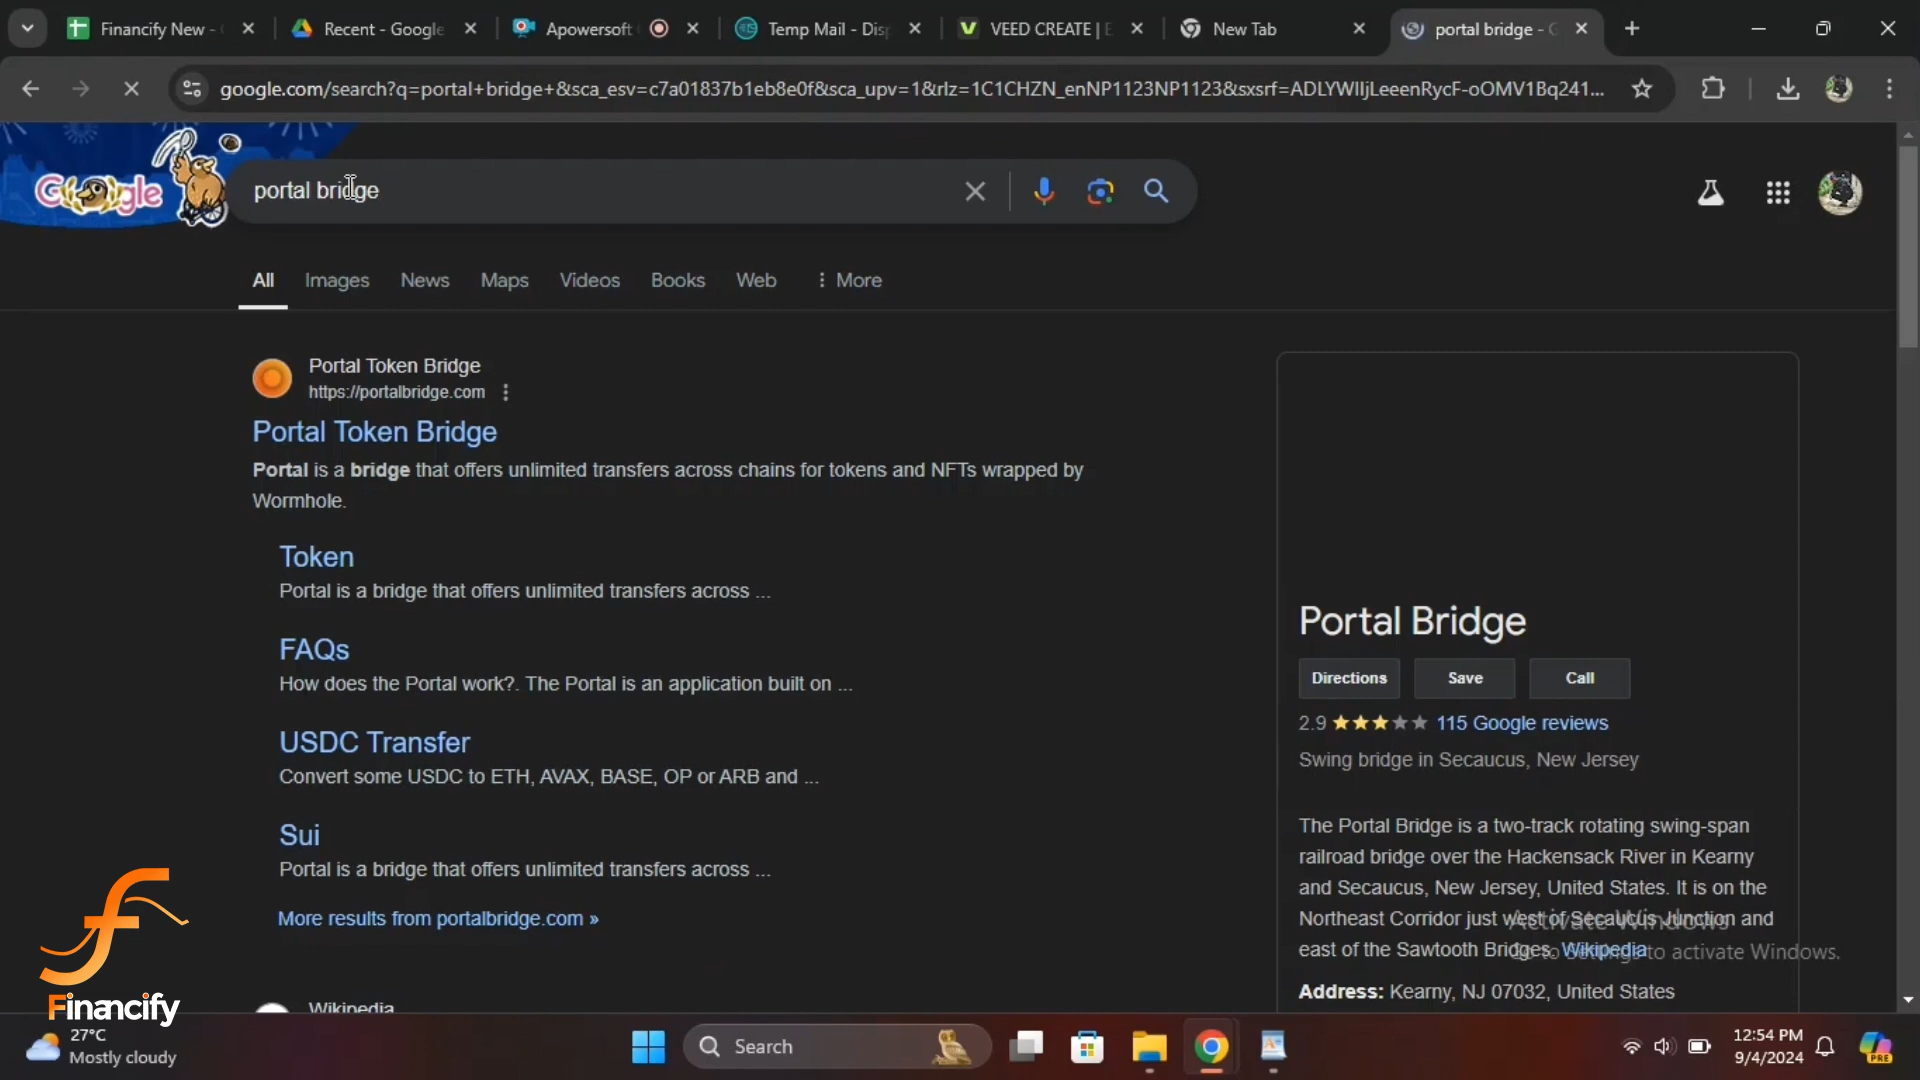 Financify New -
Recent - Google
Apowersoft
Temp Mail - Disp
VEED CREATE | E
New Tab
portal bridge - G
google.com/search?q=portal+bridge+&sca_esv=c7a01837b1eb8e0f&sca_upv=1&rlz=1C1CHZN_enNP1123NP1123&sxsrf=ADLYWIIjLeeenRycF-oOMV1Bq241...
Google
portal bridge
All
Images
News
Maps
Videos
Books
Web
More
Portal Token Bridge
https://portalbridge.com
Portal Token Bridge
Portal is a bridge that offers unlimited transfers across chains for tokens and NFTs wrapped by
Wormhole.
Token
Portal is a bridge that offers unlimited transfers across ...
FAQs
How does the Portal work?. The Portal is an application built on ...
USDC Transfer
Convert some USDC to ETH, AVAX, BASE, OP or ARB and ...
Sui
Portal is a bridge that offers unlimited transfers across ...
More results from portalbridge.com »
Wikipedia
Portal Bridge
Directions
Save
Call
2.9
115 Google reviews
Swing bridge in Secaucus, New Jersey
The Portal Bridge is a two-track rotating swing-span
railroad bridge over the Hackensack River in Kearny
and Secaucus, New Jersey, United States. It is on the
Northeast Corridor just west of Secaucus Junction and
east of the Sawtooth Bridges. Wikipedia
Activate Windows
Go to Settings to activate Windows.
Address: Kearny, NJ 07032, United States
Financify
27°C
Mostly cloudy
Search
12:54 PM
9/4/2024
PRE